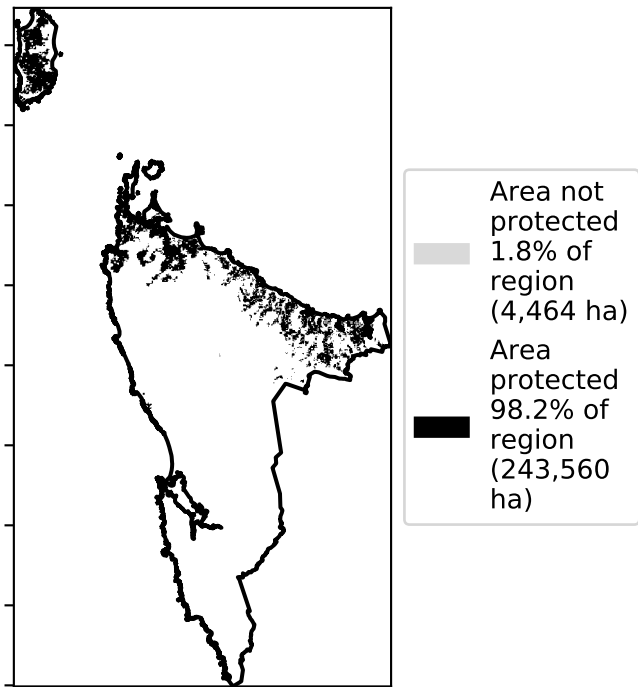 Area not
protected
1.8% of
region
(4,464 ha)
Area
protected
98.2% of
region
(243,560
ha)